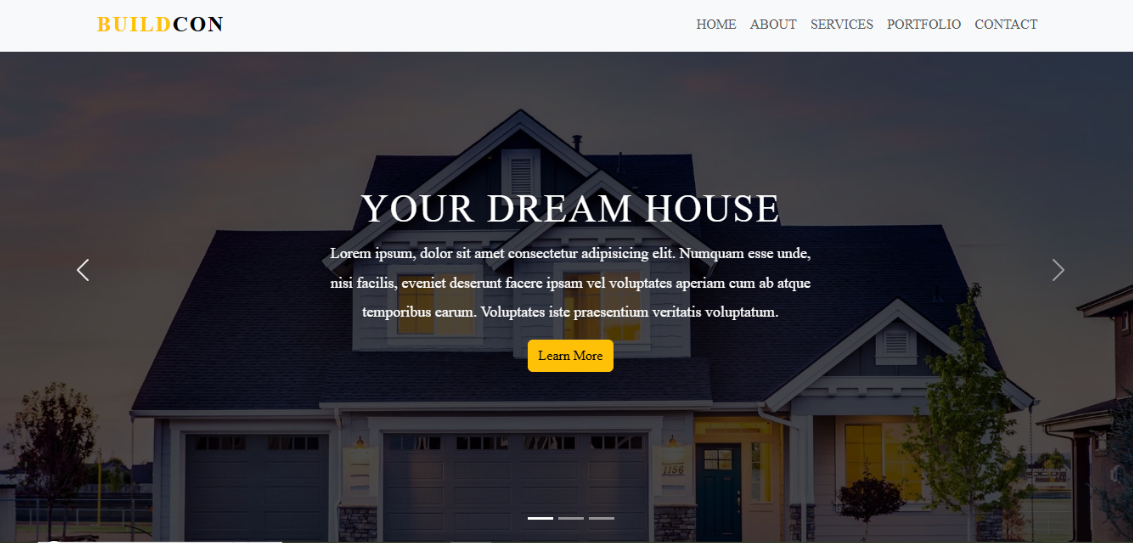 BUILDCON
HOME ABOUT SERVICES PORTFOLIO CONTACT
YOUR DREAM HOUSE
Lorem ipsum, dolor sit amet consectetur adipisicing elit. Numquam esse unde,
nisi facilis, eveniet deserunt facere ipsam vel voluptates aperiam cum ab atque
temporibus earum. Voluptates iste praesentium veritatis voluptatum.
Learn More
1156